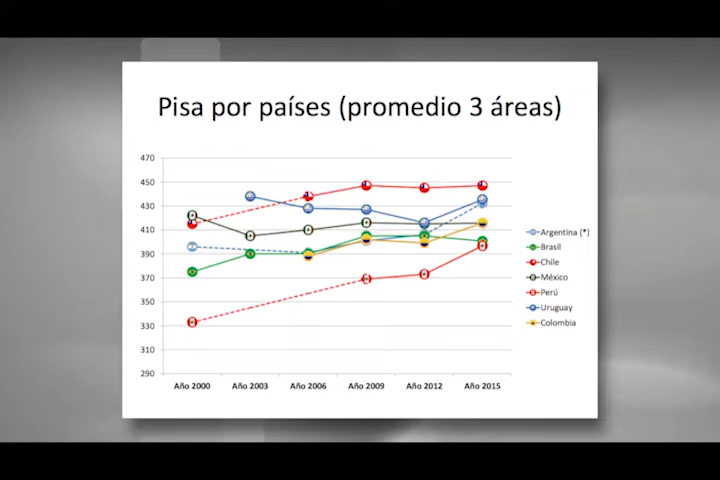 Pisa por países (promedio 3 áreas)
470
450
430
410
390
370
350
330
310
290
Año 2000
Año 2003
Año 2006
Año 2009
Año 2012
Año 2015
Argentina (*)
Brasil
Chile
México
Perú
Uruguay
Colombia